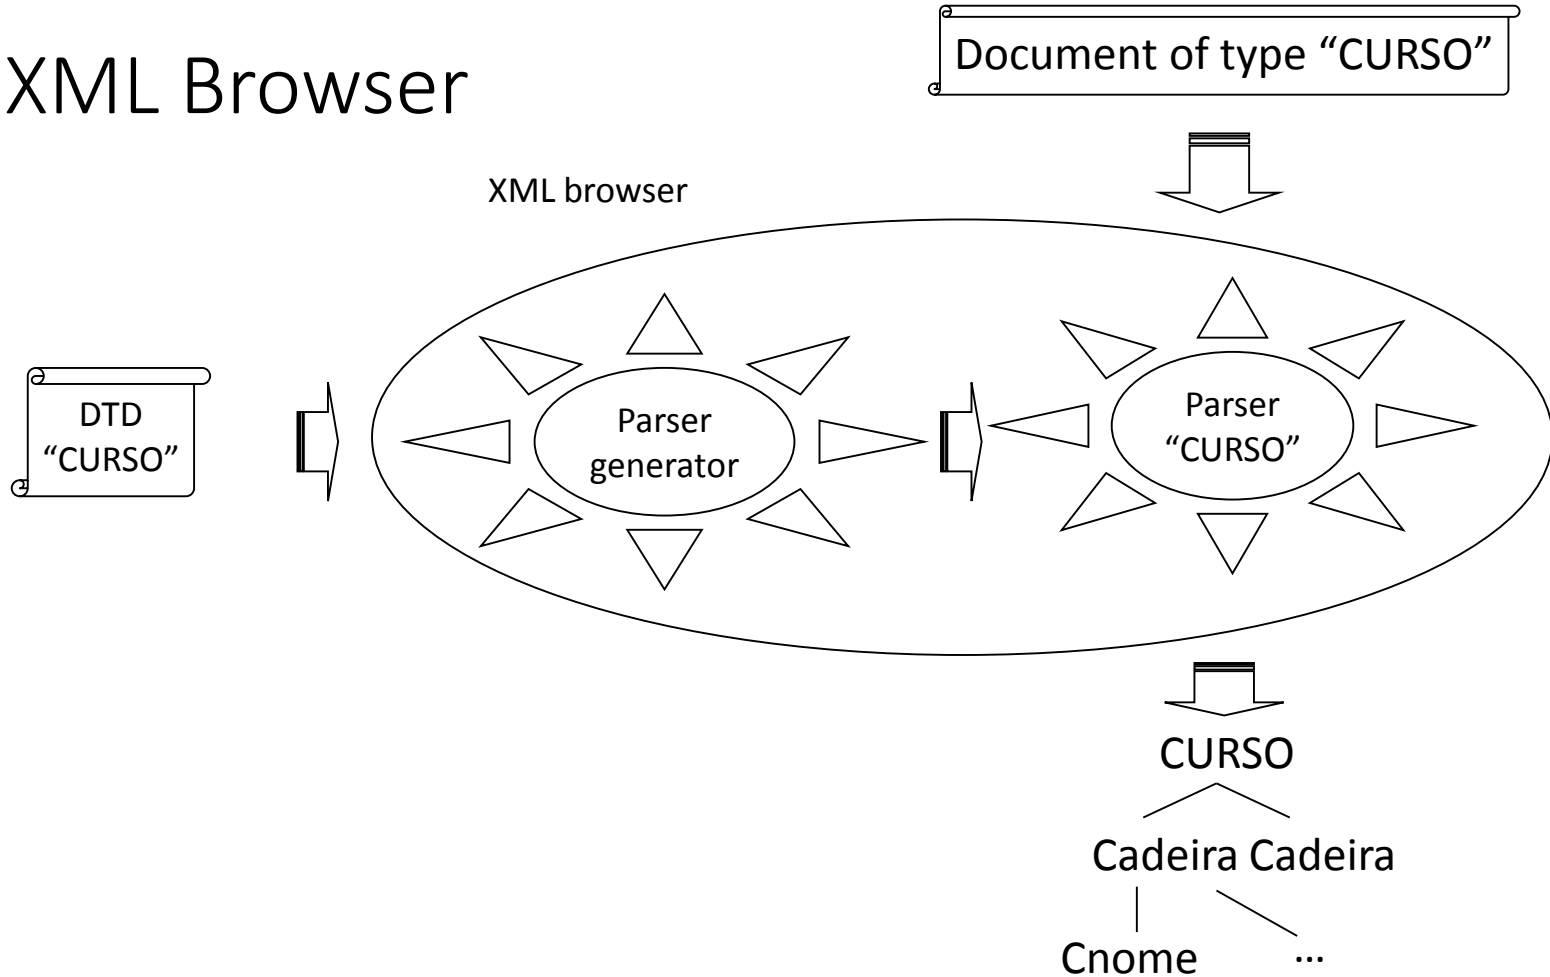 XML Browser
Document of type “CURSO”
XML browser
DTD
“CURSO”
Parser
generator
Parser
“CURSO”
CURSO
Cadeira Cadeira
Cnome ...